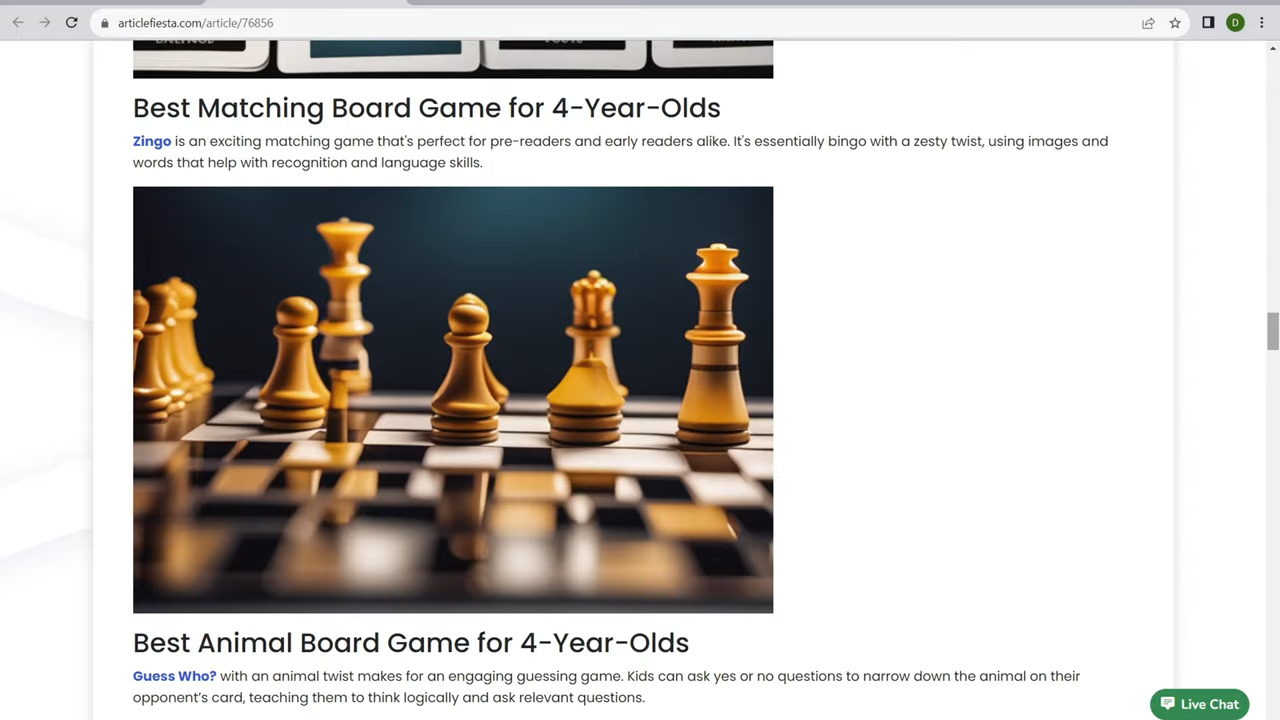 articlefiesta.com/article/76856
D
Best Matching Board Game for 4-Year-Olds
Zingo is an exciting matching game that's perfect for pre-readers and early readers alike. It's essentially bingo with a zesty twist, using images and
words that help with recognition and language skills.
Best Animal Board Game for 4-Year-Olds
Guess Who? with an animal twist makes for an engaging guessing game. Kids can ask yes or no questions to narrow down the animal on their
opponent’s card, teaching them to think logically and ask relevant questions.
Live Chat